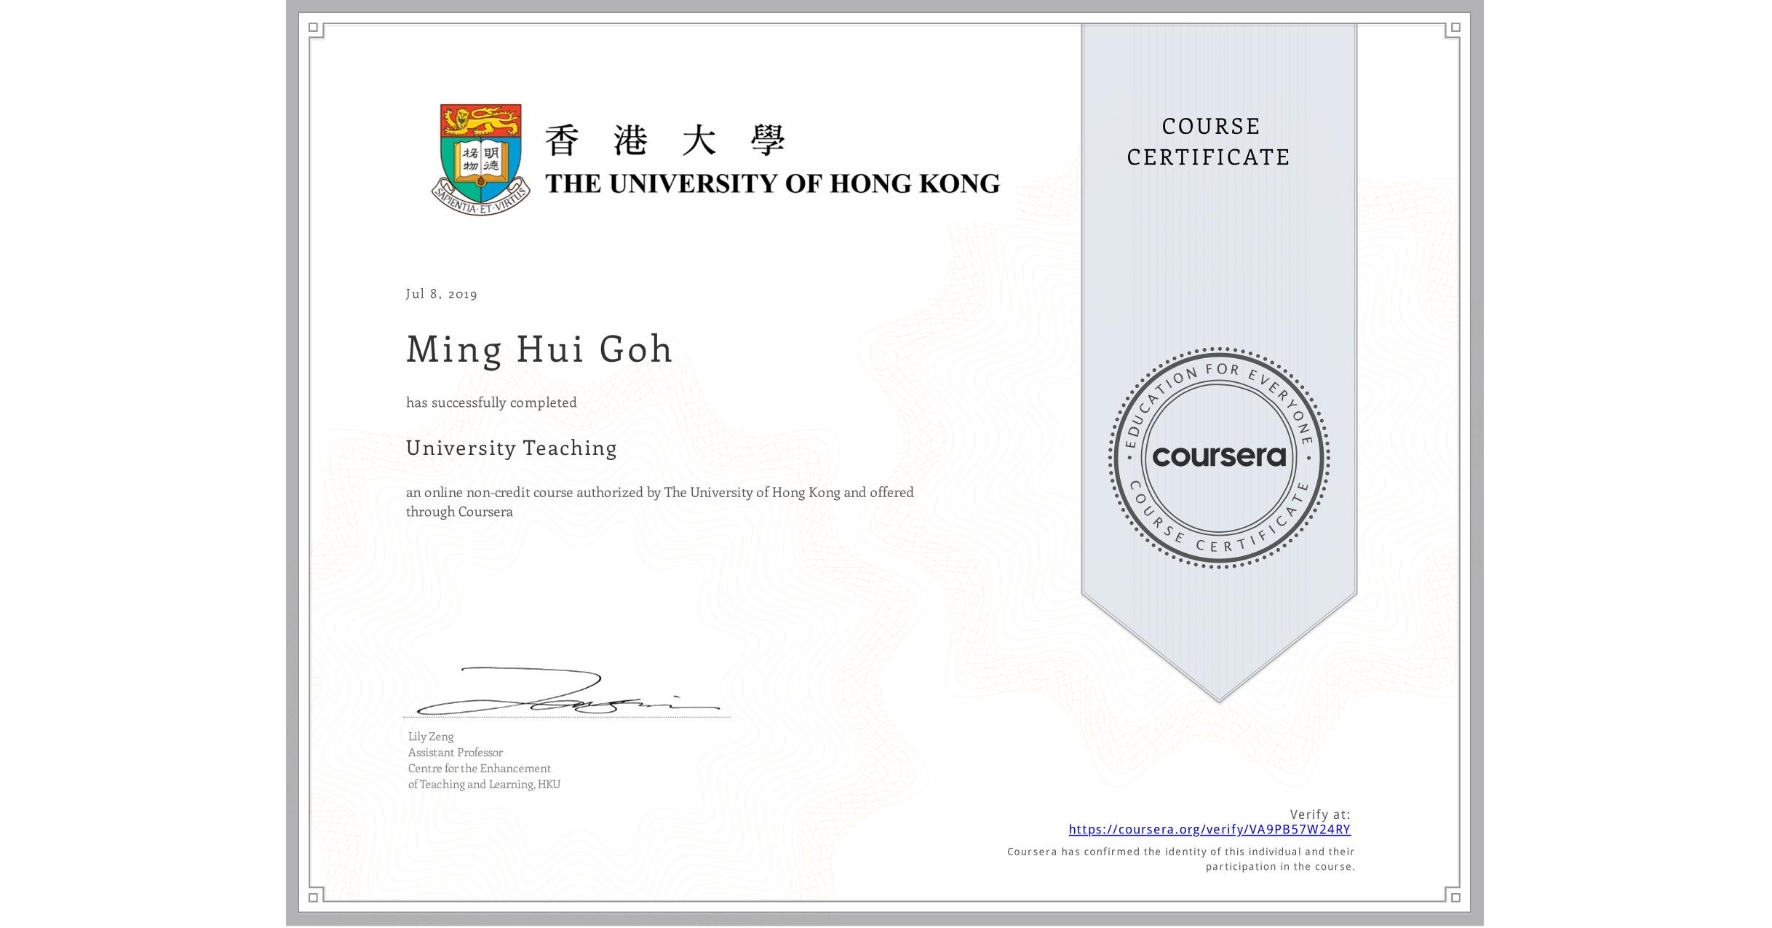 香港大學
THE UNIVERSITY OF HONG KONG
格物 明德
SAPIENTIA·ET·VIRTUS
COURSE
CERTIFICATE
Jul 8, 2019
Ming Hui Goh
has successfully completed
University Teaching
an online non-credit course authorized by The University of Hong Kong and offered
through Coursera
EDUCATION FOR EVERYONE
coursera
COURSE CERTIFICATE
Lily Zeng
Assistant Professor
Centre for the Enhancement
of Teaching and Learning, HKU
Verify at:
https://coursera.org/verify/VA9PB57W24RY
Coursera has confirmed the identity of this individual and their
participation in the course.